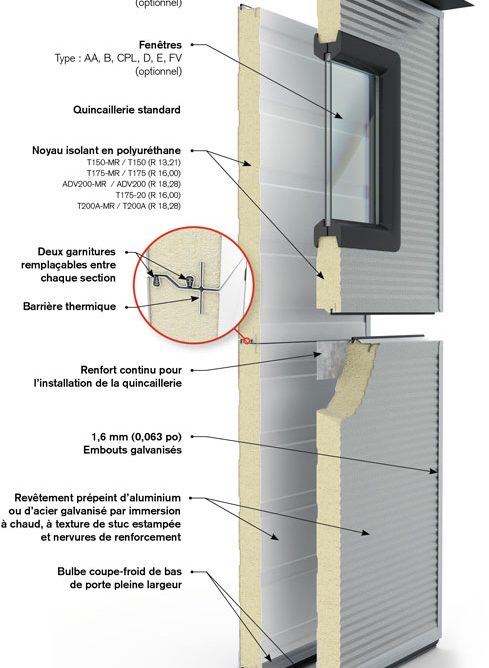 (optionnel)
Fenêtres
Type : AA, B, CPL, D, E, FV
(optionnel)
Quincaillerie standard
Noyau isolant en polyuréthane
T150-MR / T150 (R 13,21)
T175-MR / T175 (R 16,00)
ADV200-MR / ADV200 (R 18,28)
T175-20 (R 16,00)
T200A-MR / T200A (R 18,28)
Deux garnitures
remplaçables entre
chaque section
Barrière thermique
Renfort continu pour
l'installation de la quincaillerie
1,6 mm (0,063 po)
Embouts galvanisés
Revêtement prépeint d'aluminium
ou d'acier galvanisé par immersion
à chaud, à texture de stuc estampée
et nervures de renforcement
Bulbe coupe-froid de bas
de porte pleine largeur